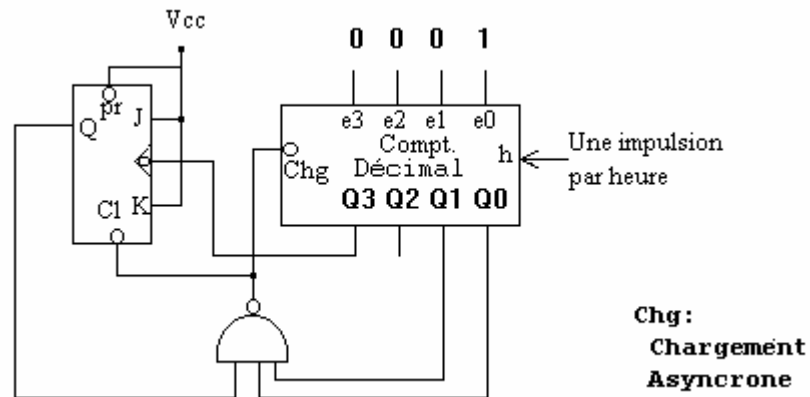 Vcc
0 0 0 1
pr
Q
J
Cl
K
e3 e2 e1 e0
Compt.
Décimal
Chg
h
Q3 Q2 Q1 Q0
Une impulsion
par heure
Chg:
Chargement
Asyncrone